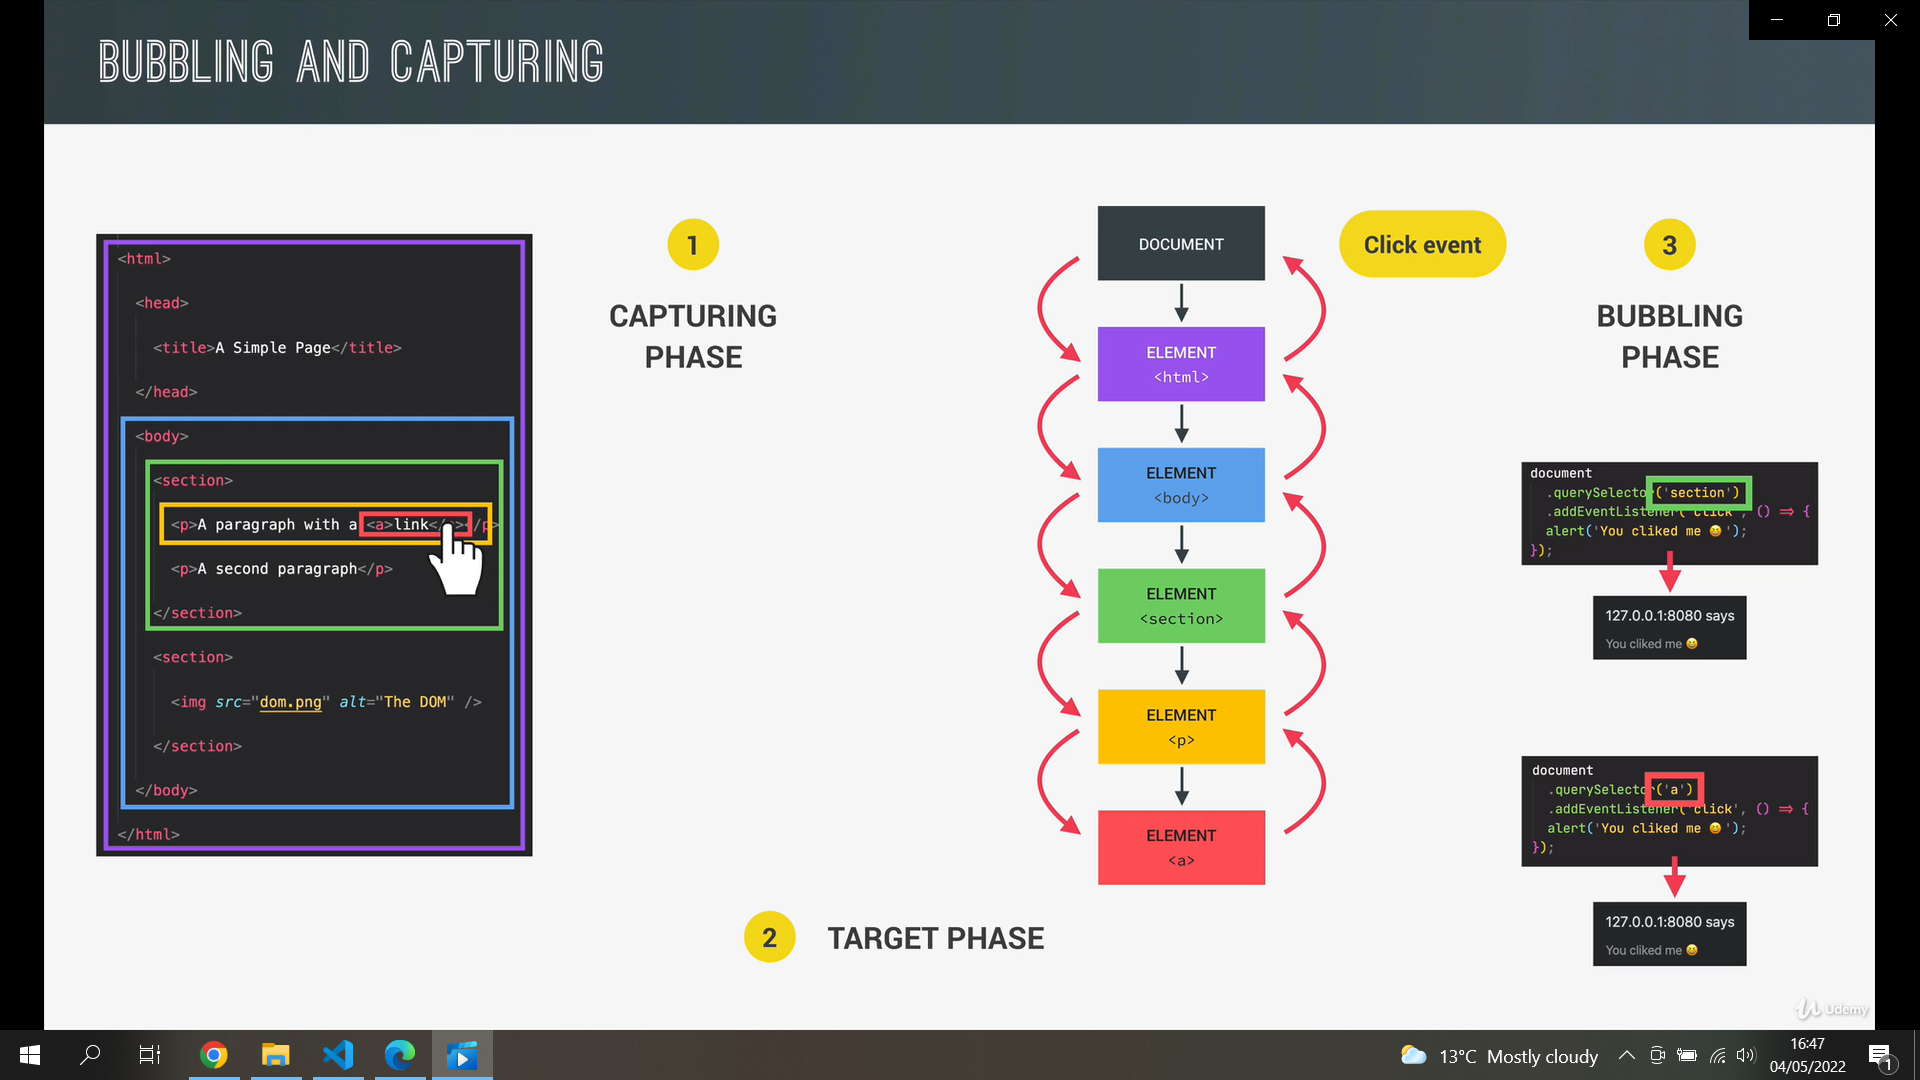 BUBBLING AND CAPTURING
<html>
<head>
<title>A Simple Page</title>
</head>
<body>
<section>
<p>A paragraph with a <a>link</a></p>
<p>A second paragraph</p>
</section>
<section>
<img src="dom.png" alt="The DOM" />
</section>
</body>
</html>
1
CAPTURING
PHASE
2
TARGET PHASE
DOCUMENT
ELEMENT
<html>
ELEMENT
<body>
ELEMENT
<section>
ELEMENT
<p>
ELEMENT
<a>
Click event
3
BUBBLING
PHASE
document
.querySelector('section')
.addEventListener('click', () => {
alert('You cliked me 😆');
});
127.0.0.1:8080 says
You cliked me 😆
document
.querySelector('a')
.addEventListener('click', () => {
alert('You cliked me 😆');
});
127.0.0.1:8080 says
You cliked me 😆
Udemy
13°C Mostly cloudy
16:47
04/05/2022
1